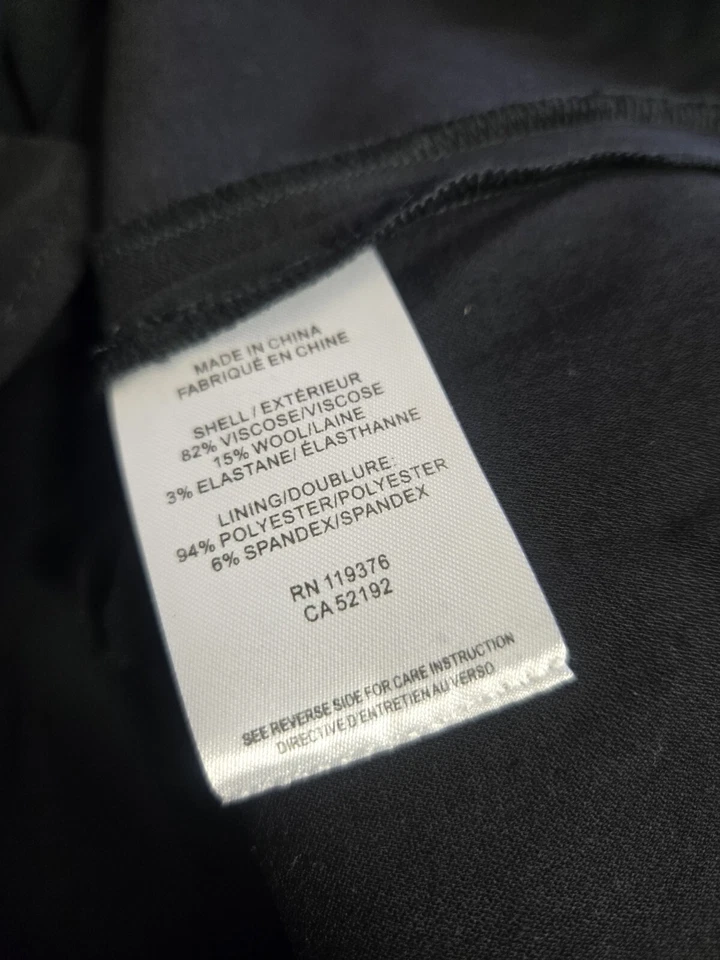 MADE IN CHINA
FABRIQUÉ EN CHINE
SHELL / EXTÉRIEUR
82% VISCOSE/VISCOSE
15% WOOL/LAINE
3% ELASTANE/ ÉLASTHANNE
LINING/DOUBLURE:
94% POLYESTER/POLYESTER
6% SPANDEX/SPANDEX
RN 119376
CA 52192
SEE REVERSE SIDE FOR CARE INSTRUCTION
DIRECTIVE D'ENTRETIEN AU VERSO